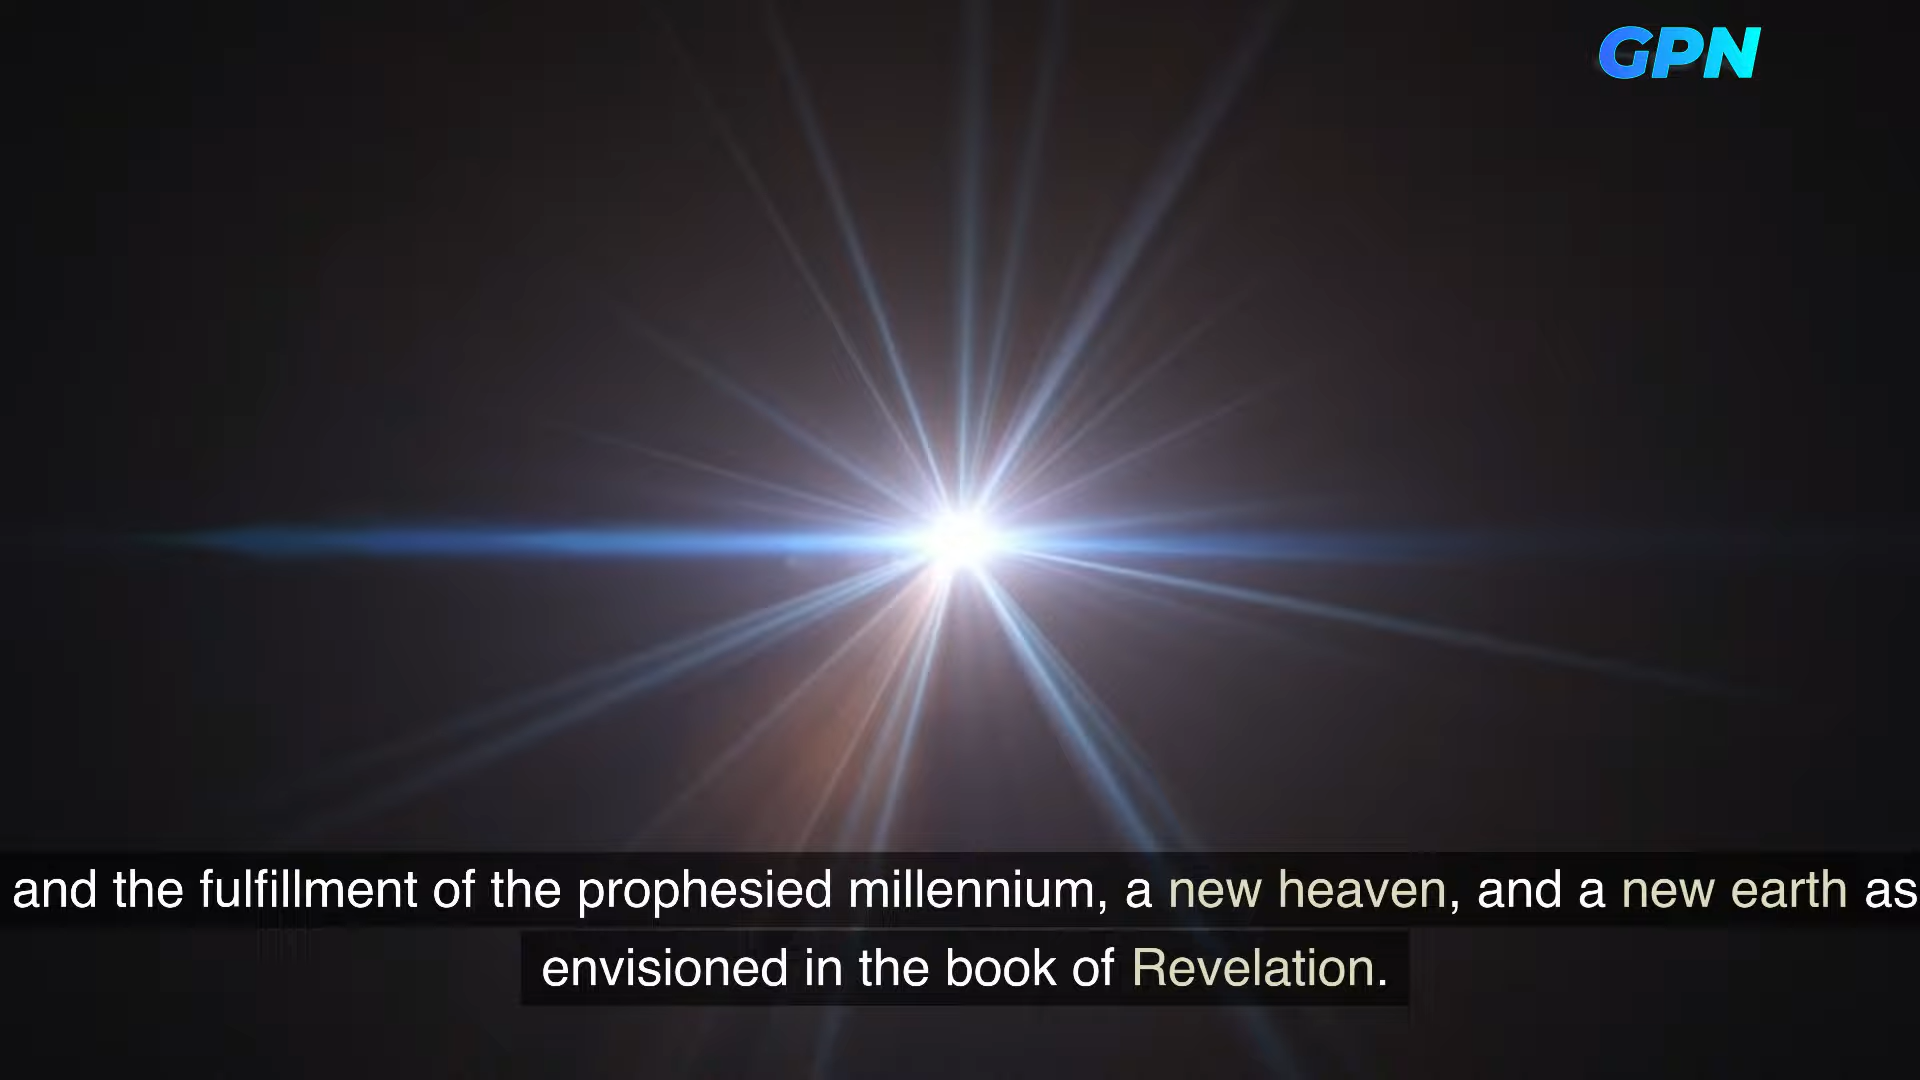 GPN
and the fulfillment of the prophesied millennium, a new heaven, and a new earth as
envisioned in the book of Revelation.